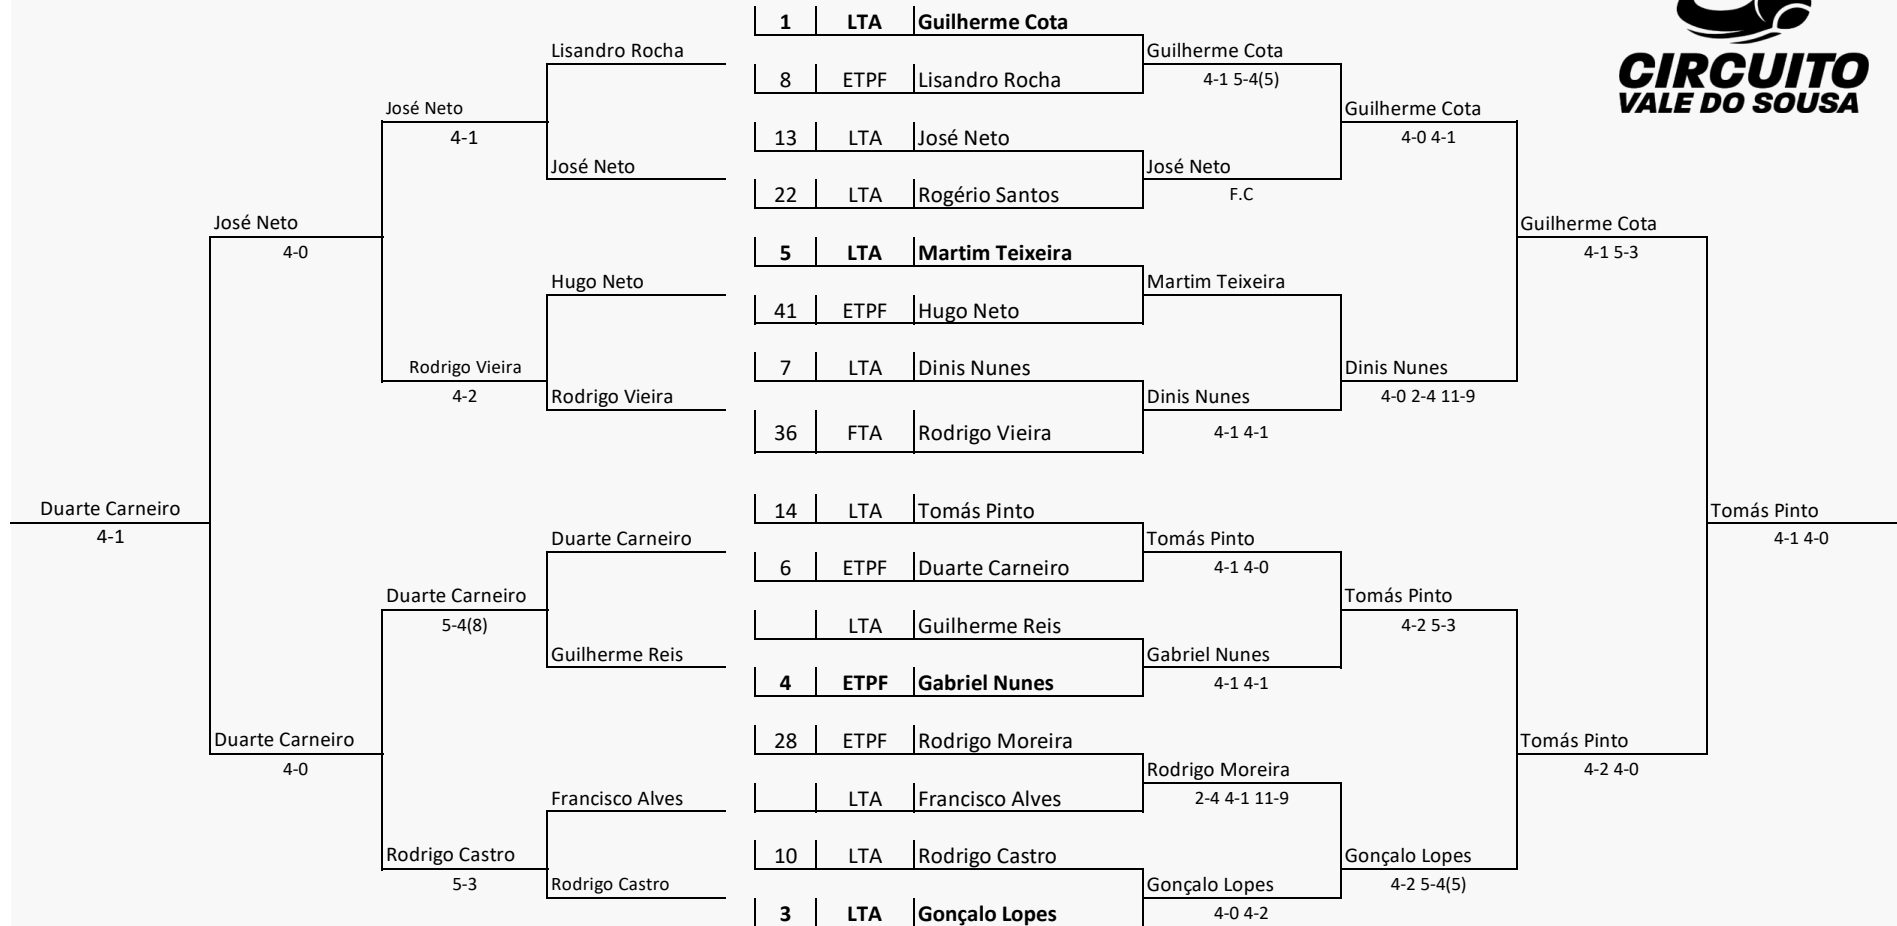 1 LTA Guilherme Cota
Lisandro Rocha
Guilherme Cota
8 ETPF Lisandro Rocha
4-1 5-4(5)
CIRCUITO
VALE DO SOUSA
José Neto
Guilherme Cota
4-1
13 LTA José Neto
4-0 4-1
José Neto
José Neto
22 LTA Rogério Santos
F.C
José Neto
Guilherme Cota
4-0
5 LTA Martim Teixeira
4-1 5-3
Hugo Neto
Martim Teixeira
41 ETPF Hugo Neto
Rodrigo Vieira
7 LTA Dinis Nunes
Dinis Nunes
4-2
Rodrigo Vieira
Dinis Nunes
4-0 2-4 11-9
36 FTA Rodrigo Vieira
4-1 4-1
Duarte Carneiro
14 LTA Tomás Pinto
Tomás Pinto
4-1
Duarte Carneiro
Tomás Pinto
4-1 4-0
6 ETPF Duarte Carneiro
4-1 4-0
Duarte Carneiro
Tomás Pinto
5-4(8)
LTA Guilherme Reis
4-2 5-3
Guilherme Reis
Gabriel Nunes
4 ETPF Gabriel Nunes
4-1 4-1
Duarte Carneiro
28 ETPF Rodrigo Moreira
Tomás Pinto
4-0
Rodrigo Moreira
4-2 4-0
Francisco Alves
LTA Francisco Alves
2-4 4-1 11-9
Rodrigo Castro
10 LTA Rodrigo Castro
Gonçalo Lopes
5-3
Rodrigo Castro
Gonçalo Lopes
4-2 5-4(5)
3 LTA Gonçalo Lopes
4-0 4-2